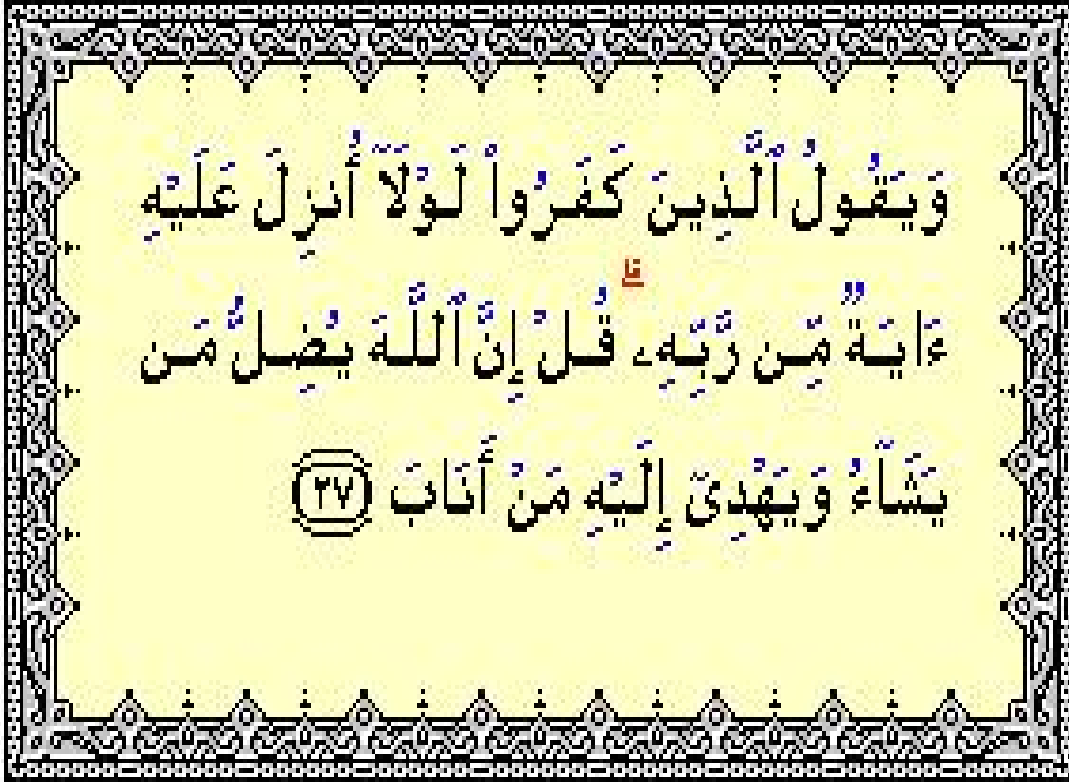 وَيَقُولُ ٱلَّذِينَ كَفَرُوا۟ لَوْلَآ أُنزِلَ عَلَيْهِ
ءَايَةٌ مِّن رَّبِّهِۦ ۗ قُلْ إِنَّ ٱللَّهَ يُضِلُّ مَن
يَشَآءُ وَيَهْدِىٓ إِلَيْهِ مَنْ أَنَابَ ٢٧